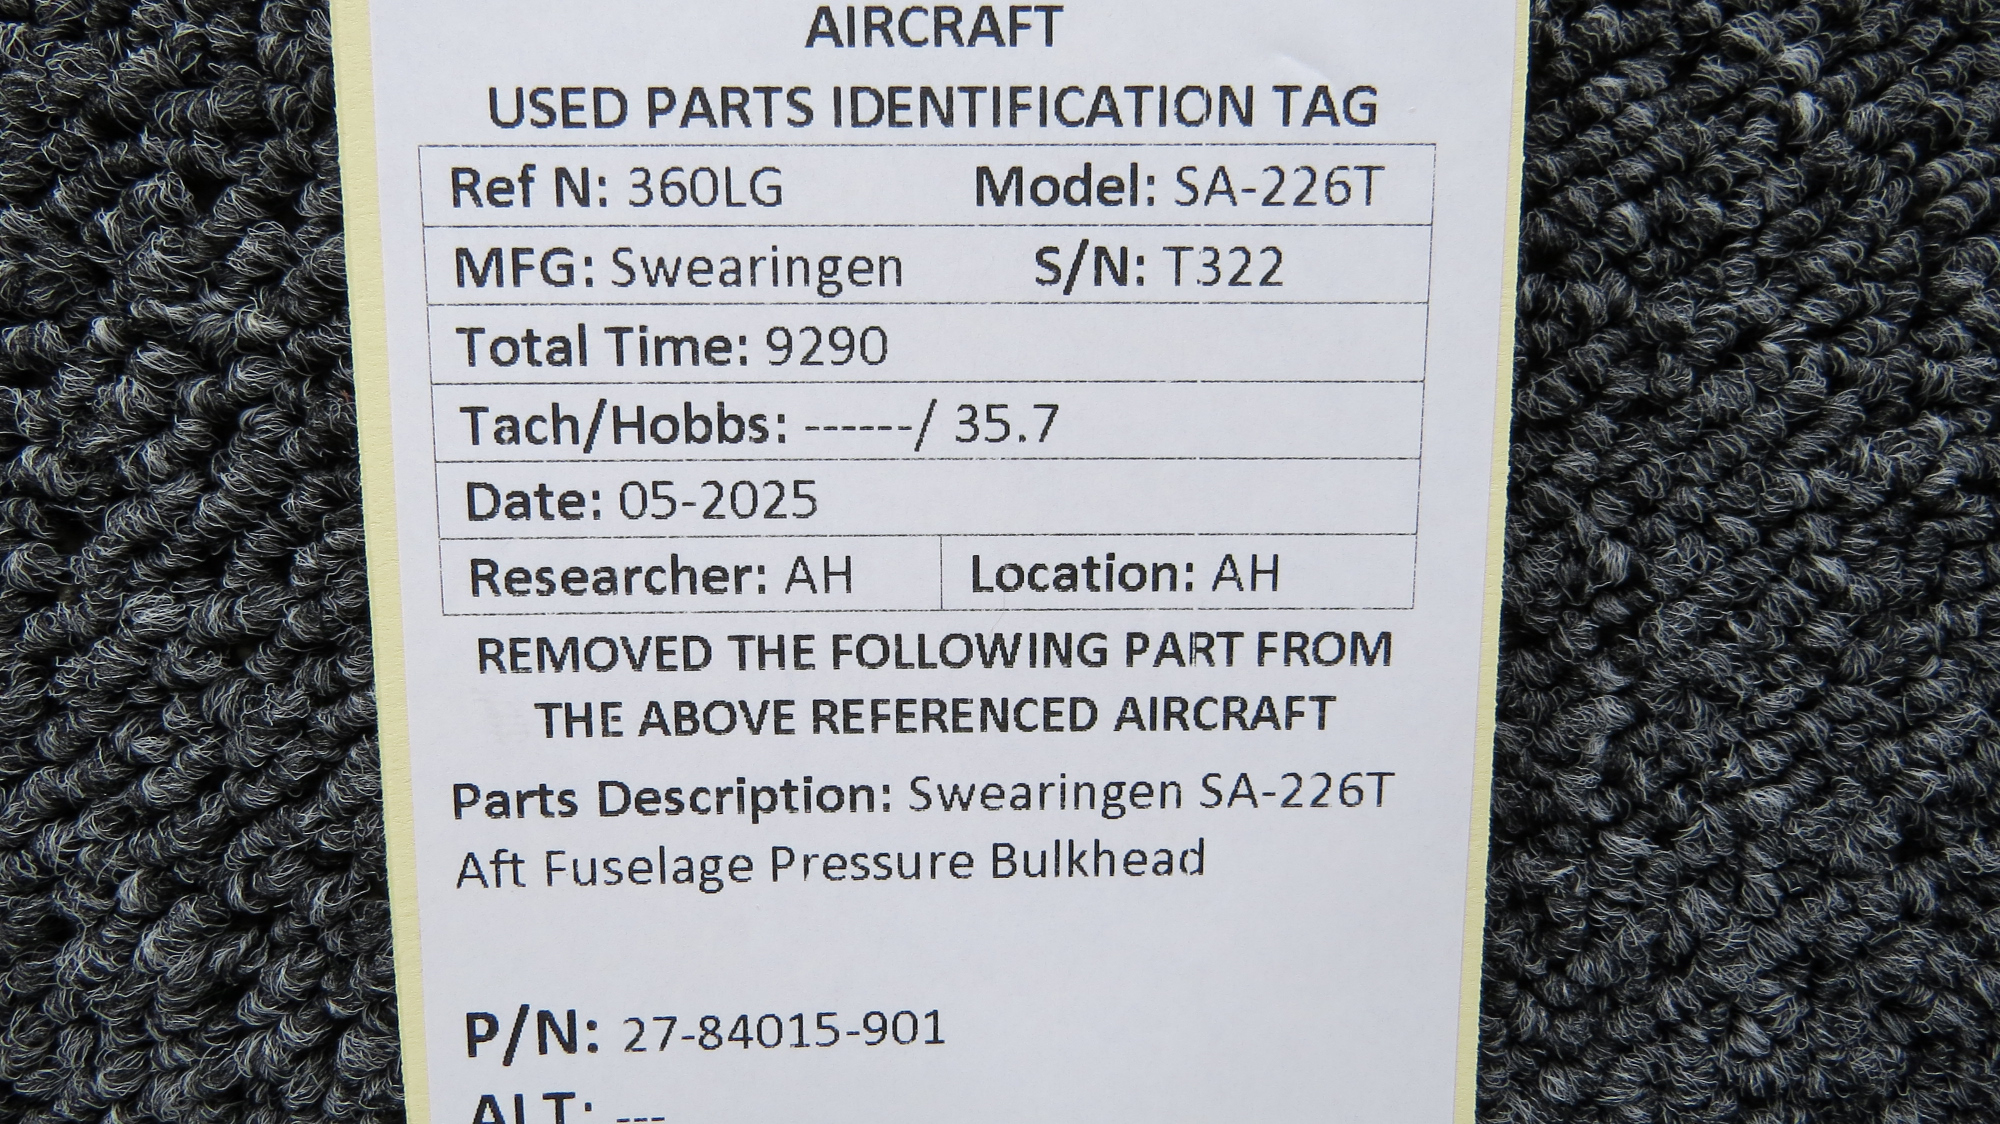 AIRCRAFT
USED PARTS IDENTIFICATION TAG
Ref N: 360LG Model: SA-226T
MFG: Swearingen S/N: T322
Total Time: 9290
Tach/Hobbs: ------/ 35.7
Date: 05-2025
Researcher: AH Location: AH
REMOVED THE FOLLOWING PART FROM
THE ABOVE REFERENCED AIRCRAFT
Parts Description: Swearingen SA-226T
Aft Fuselage Pressure Bulkhead
P/N: 27-84015-901
ALT: ---